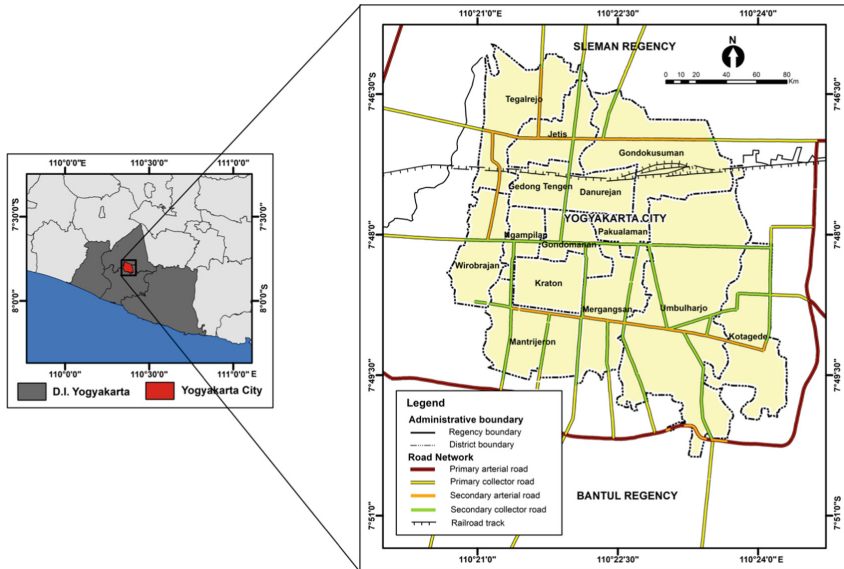 110°0'0"E 110°30'0"E 111°0'0"E
7°30'0"S
8°0'0"S
7°30'0"S
8°0'0"S
110°0'0"E 110°30'0"E 111°0'0"E
D.I. Yogyakarta
Yogyakarta City
110°21'0"E 110°22'30"E 110°24'0"E
SLEMAN REGENCY
N
0 10 20 40 60 80
Km
7°46'30"S
7°46'30"S
Tegalrejo
Jetis
Gondokusuman
Gedong Tengen
Danurejan
YOGYAKARTA CITY
7°48'0"S
7°48'0"S
Ngampilan
Pakualaman
Gondomanan
Wirobrajan
Kraton
Mergangsan
Umbulharjo
Mantrijeron
Kotagede
7°49'30"S
7°49'30"S
Legend
Administrative boundary
Regency boundary
District boundary
Road Network
Primary arterial road
Primary collector road
Secondary arterial road
Secondary collector road
Railroad track
BANTUL REGENCY
7°51'0"S
7°51'0"S
110°21'0"E 110°22'30"E 110°24'0"E